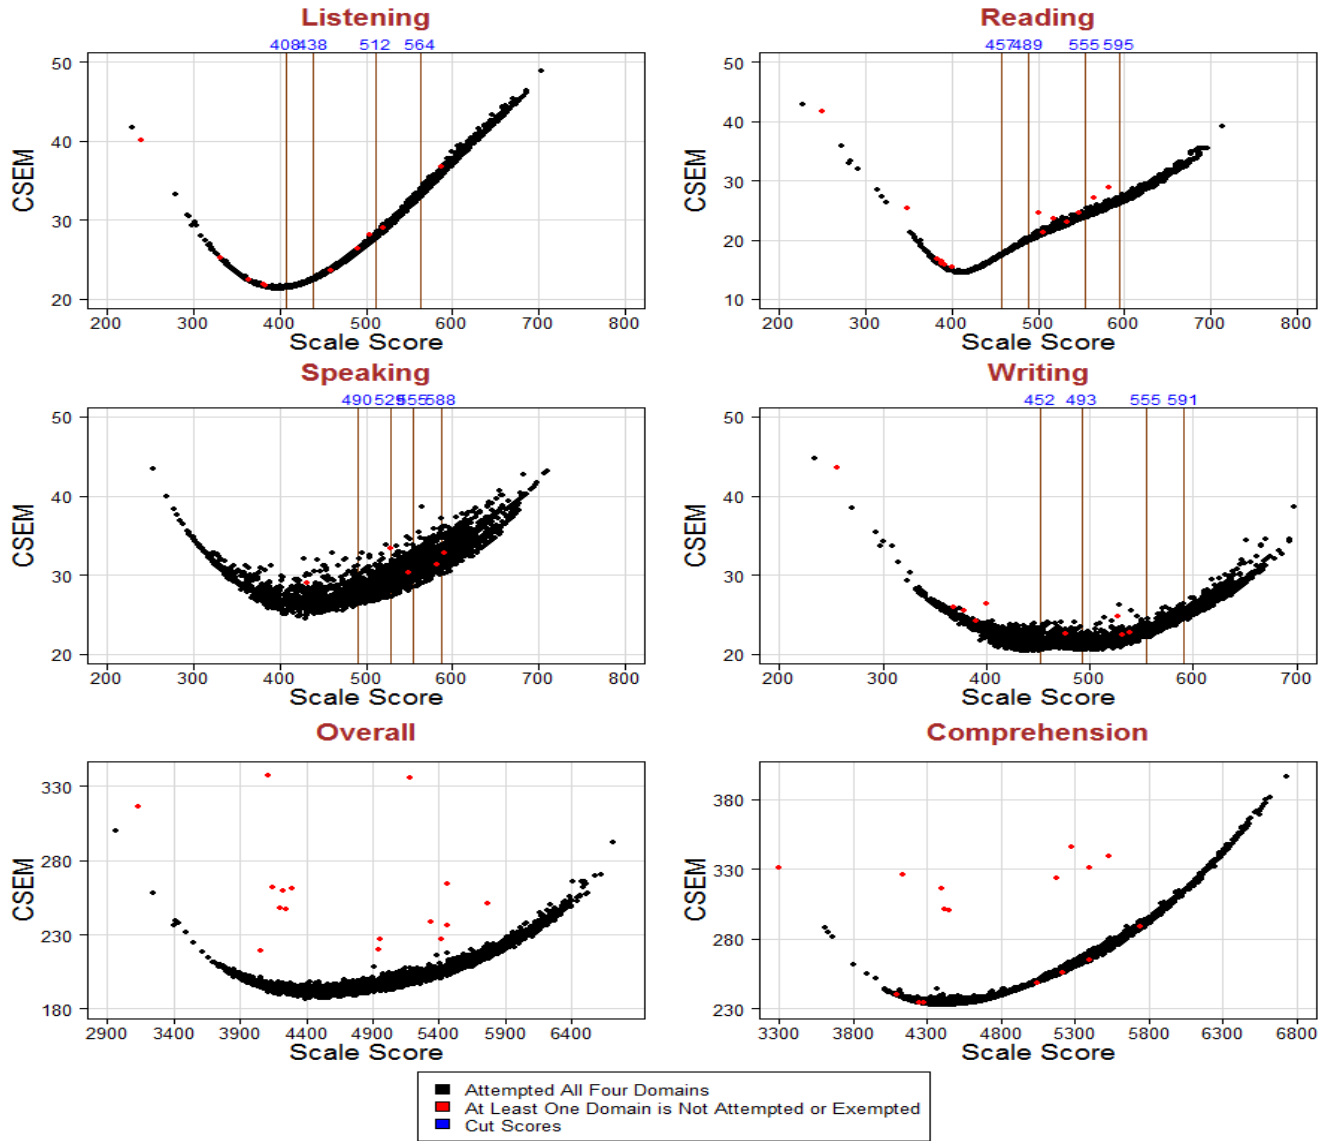 Listening
408 438 512 564
50
40
30
20
CSEM
200 300 400 500 600 700 800
Scale Score
Reading
457 489 555 595
50
40
30
20
10
CSEM
200 300 400 500 600 700 800
Scale Score
Speaking
490 529 555 588
50
40
30
20
CSEM
200 300 400 500 600 700 800
Scale Score
Writing
452 493 555 591
50
40
30
20
CSEM
200 300 400 500 600 700
Scale Score
Overall
330
280
230
180
CSEM
2900 3400 3900 4400 4900 5400 5900 6400
Scale Score
Comprehension
380
330
280
230
CSEM
3300 3800 4300 4800 5300 5800 6300 6800
Scale Score
Attempted All Four Domains
At Least One Domain is Not Attempted or Exempted
Cut Scores